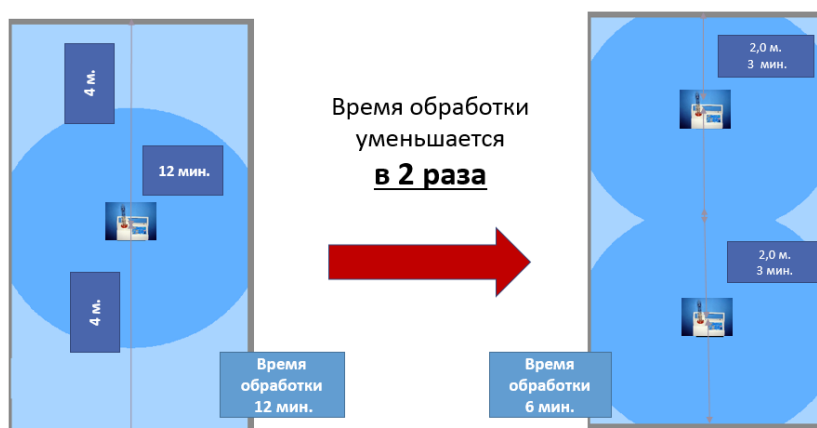 4 м.
12 мин.
4 м.
Время
обработки
12 мин.
Время обработки
уменьшается
в 2 раза
2,0 м.
3 мин.
2,0 м.
3 мин.
Время
обработки
6 мин.